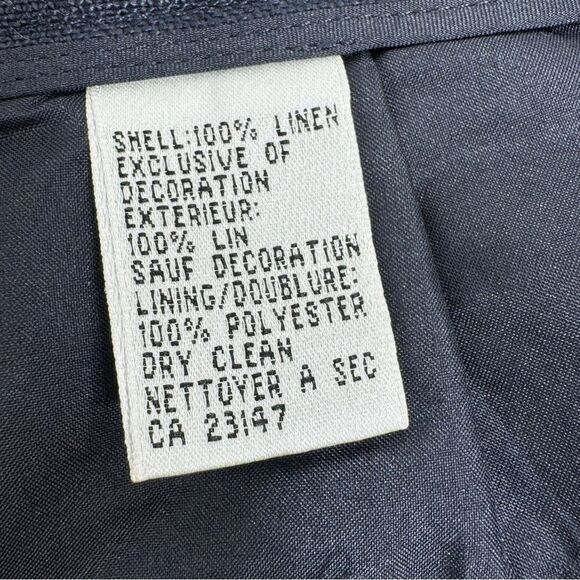 SHELL:100% LINEN
EXCLUSIVE OF
DECORATION
EXTERIEUR:
100% LIN
SAUF DECORATION
LINING/DOUBLURE:
100% POLYESTER
DRY CLEAN
NETTOYER A SEC
CA 23147